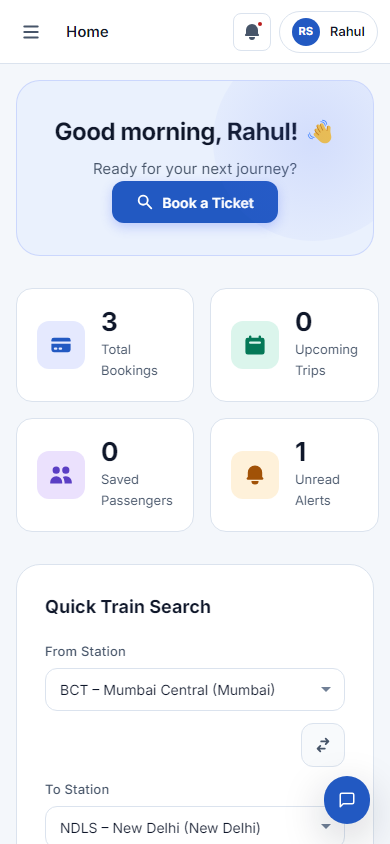 Home
RS
Rahul
Good morning, Rahul! 👋
Ready for your next journey?
Book a Ticket
3
Total
Bookings
0
Upcoming
Trips
0
Saved
Passengers
1
Unread
Alerts
Quick Train Search
From Station
BCT – Mumbai Central (Mumbai)
To Station
NDLS – New Delhi (New Delhi)